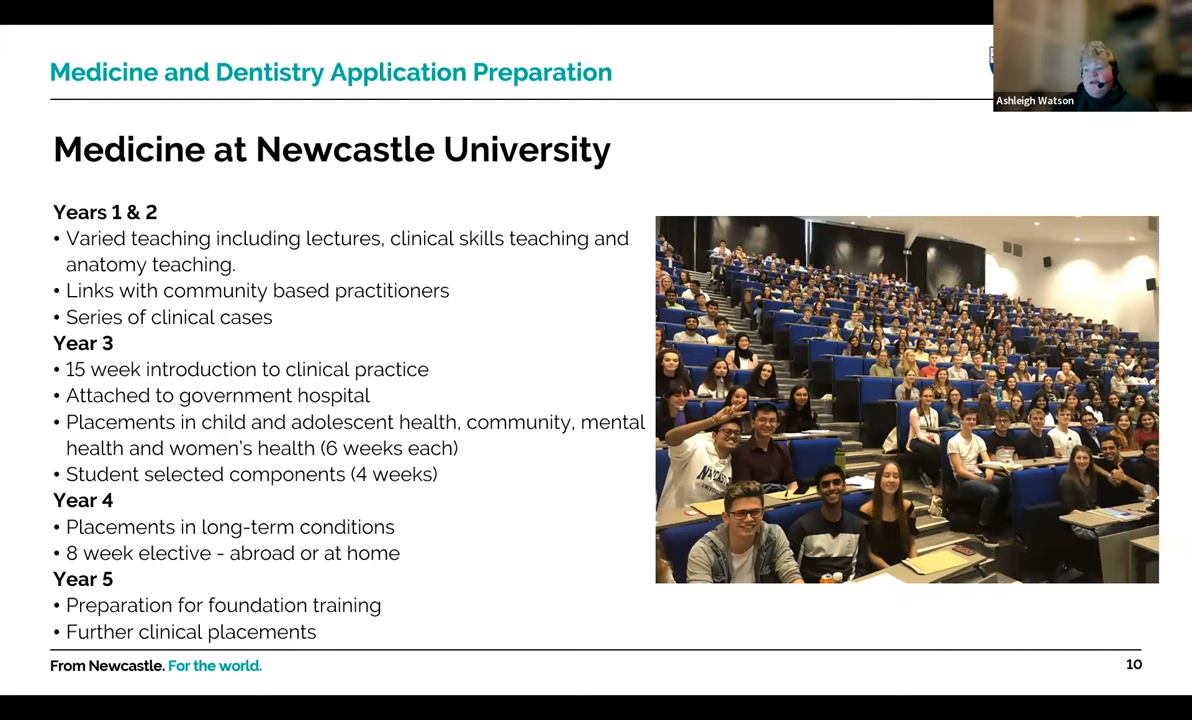 Medicine and Dentistry Application Preparation
Ashleigh Watson
Medicine at Newcastle University
Years 1 & 2
• Varied teaching including lectures, clinical skills teaching and
anatomy teaching.
• Links with community based practitioners
• Series of clinical cases
Year 3
• 15 week introduction to clinical practice
• Attached to government hospital
• Placements in child and adolescent health, community, mental
health and women's health (6 weeks each)
• Student selected components (4 weeks)
Year 4
• Placements in long-term conditions
• 8 week elective - abroad or at home
Year 5
• Preparation for foundation training
• Further clinical placements
From Newcastle. For the world.
10